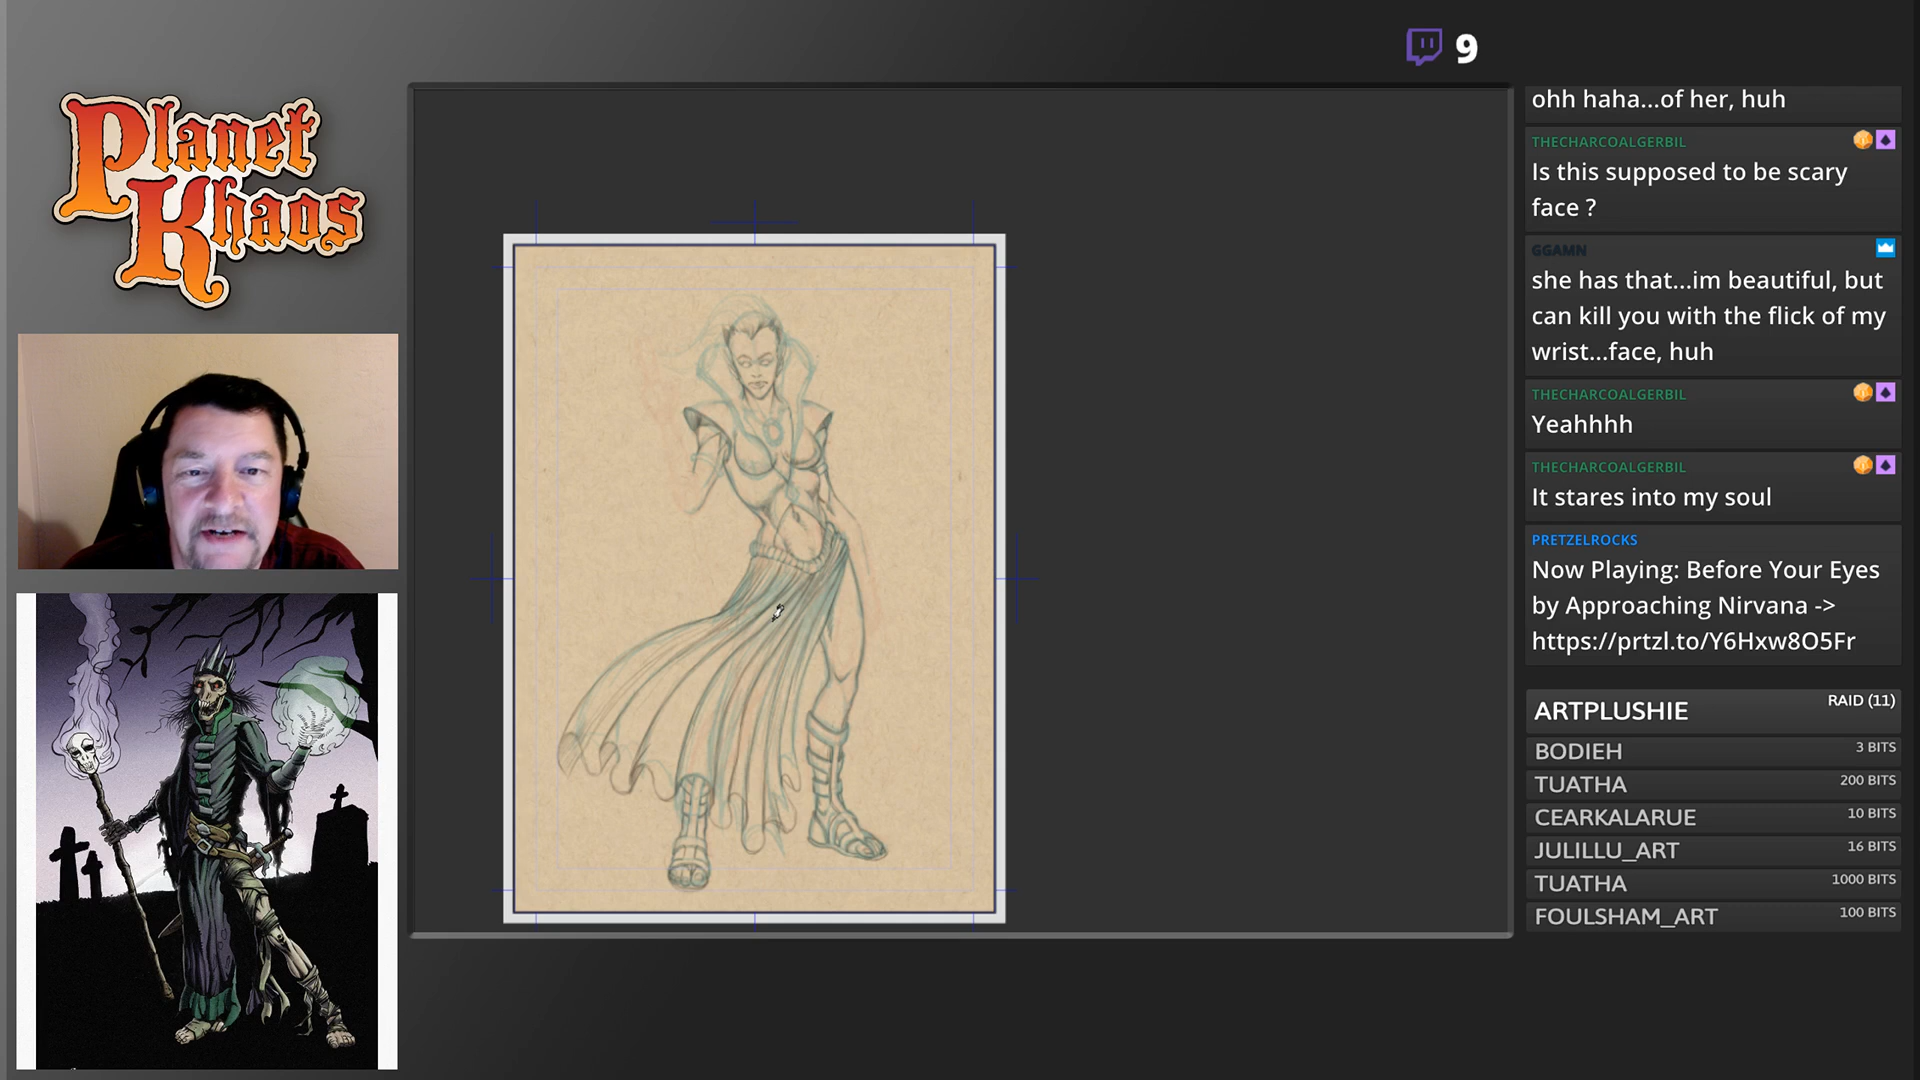 9
Planet
Khaos
ohh haha...of her, huh
THECHARCOALGERBIL
Is this supposed to be scary
face ?
GGAMN
she has that...im beautiful, but
can kill you with the flick of my
wrist...face, huh
THECHARCOALGERBIL
Yeahhhh
THECHARCOALGERBIL
It stares into my soul
PRETZELROCKS
Now Playing: Before Your Eyes
by Approaching Nirvana ->
https://prtzl.to/Y6Hxw8O5Fr
ARTPLUSHIE RAID (11)
BODIEH 3 BITS
TUATHA 200 BITS
CEARKALARUE 10 BITS
JULILLU_ART 16 BITS
TUATHA 1000 BITS
FOULSHAM_ART 100 BITS